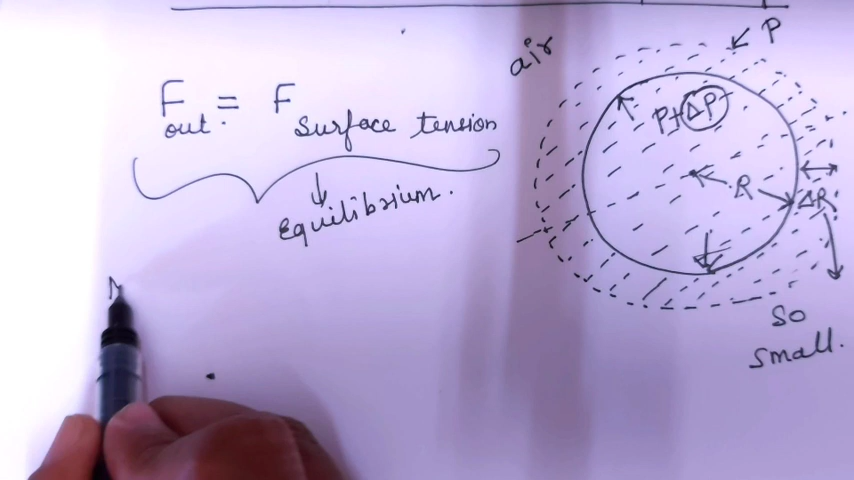 F out = F surface tension
Equilibrium.
air
P
P+ΔP
R
ΔR
so
small.